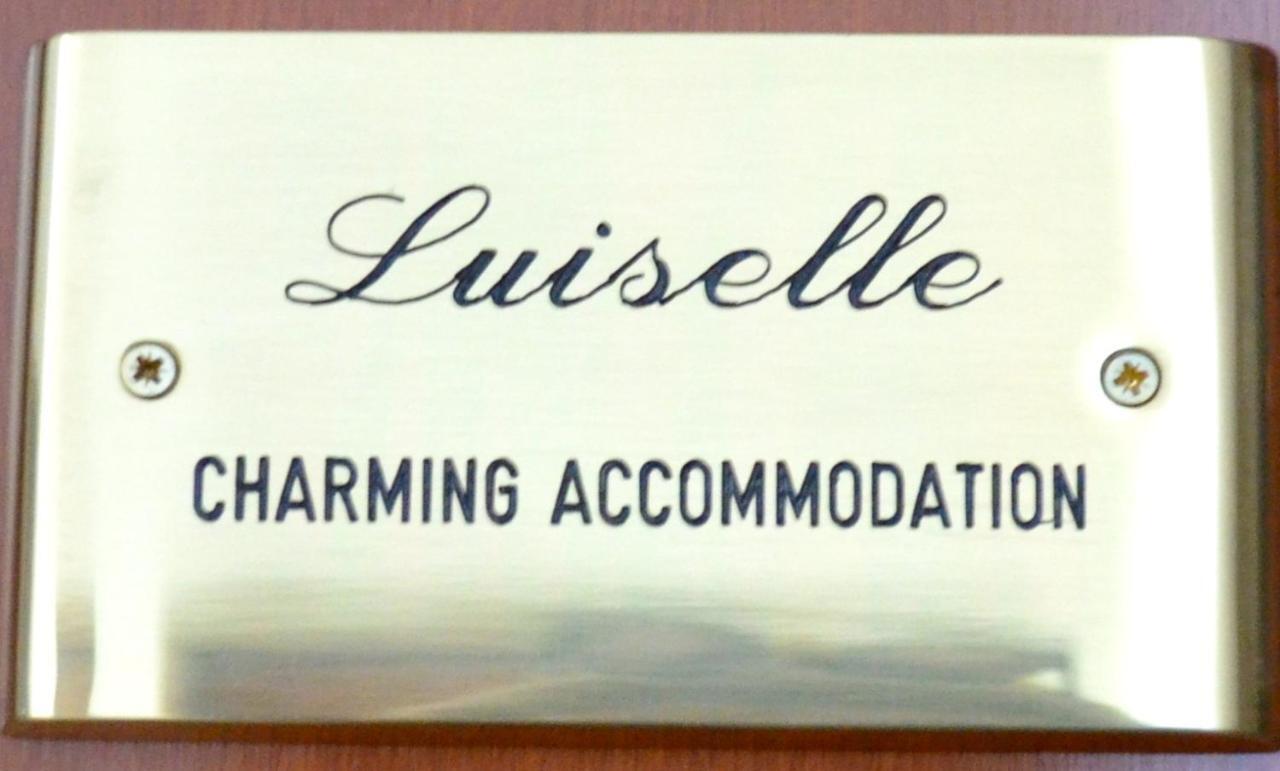 Luiselle
CHARMING ACCOMMODATION